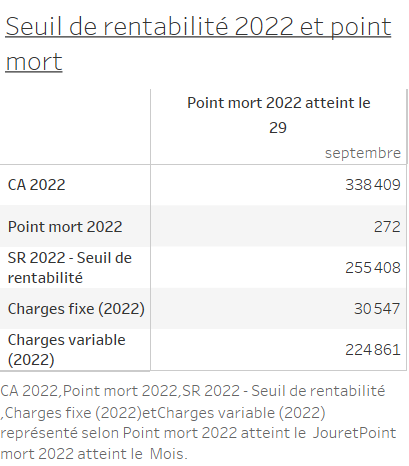 Seuil de rentabilité 2022 et point
mort
Point mort 2022 atteint le
29
septembre
CA 2022 338 409
Point mort 2022 272
SR 2022 - Seuil de
rentabilité 255 408
Charges fixe (2022) 30 547
Charges variable
(2022) 224 861
CA 2022,Point mort 2022,SR 2022 - Seuil de rentabilité
,Charges fixe (2022)etCharges variable (2022)
représenté selon Point mort 2022 atteint le JouretPoint
mort 2022 atteint le Mois.